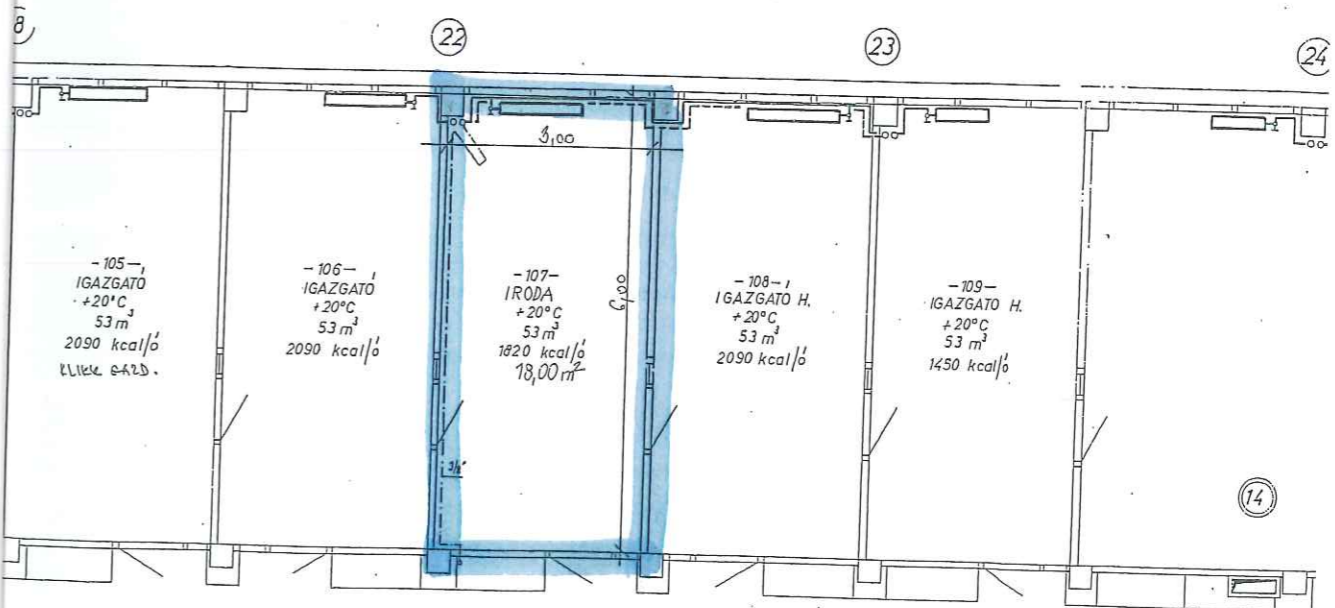 8
22
23
24
3,00
6,00
-105-
IGAZGATÓ
+20°C
53 m³
2090 kcal/ó
-106-
IGAZGATÓ
+20°C
53 m³
2090 kcal/ó
-107-
IRODA
+20°C
53 m³
1820 kcal/ó
18,00 m²
-108-
IGAZGATÓ H.
+20°C
53 m³
2090 kcal/ó
-109-
IGAZGATO H.
+20°C
53 m³
1450 kcal/ó
14